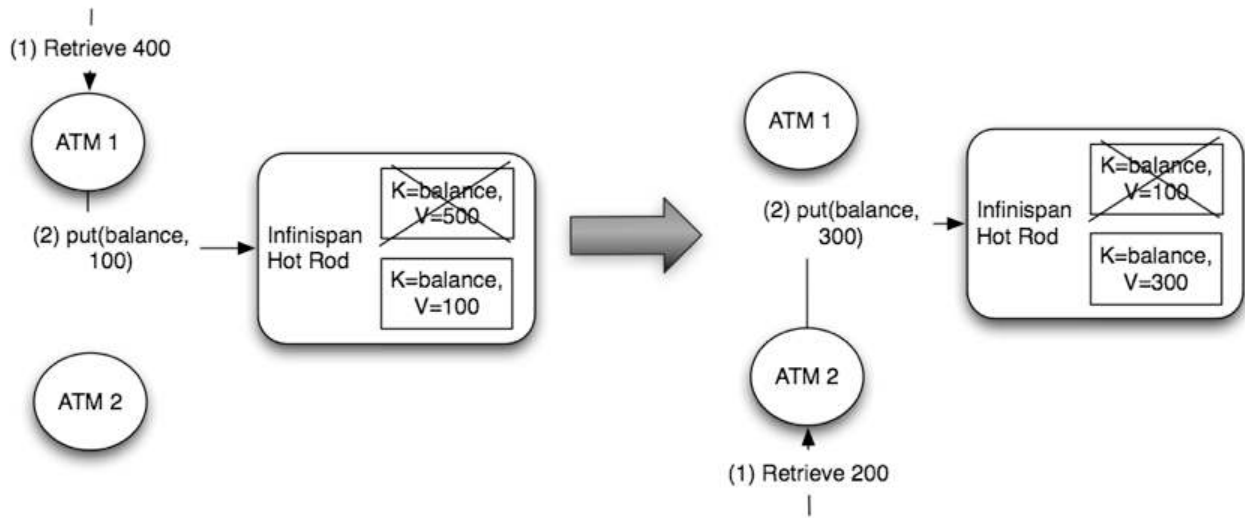 (1) Retrieve 400
ATM 1
(2) put(balance,
100)
Infinispan
Hot Rod
K=balance,
V=500
K=balance,
V=100
ATM 2
ATM 1
(2) put(balance,
300)
Infinispan
Hot Rod
K=balance,
V=100
K=balance,
V=300
ATM 2
(1) Retrieve 200